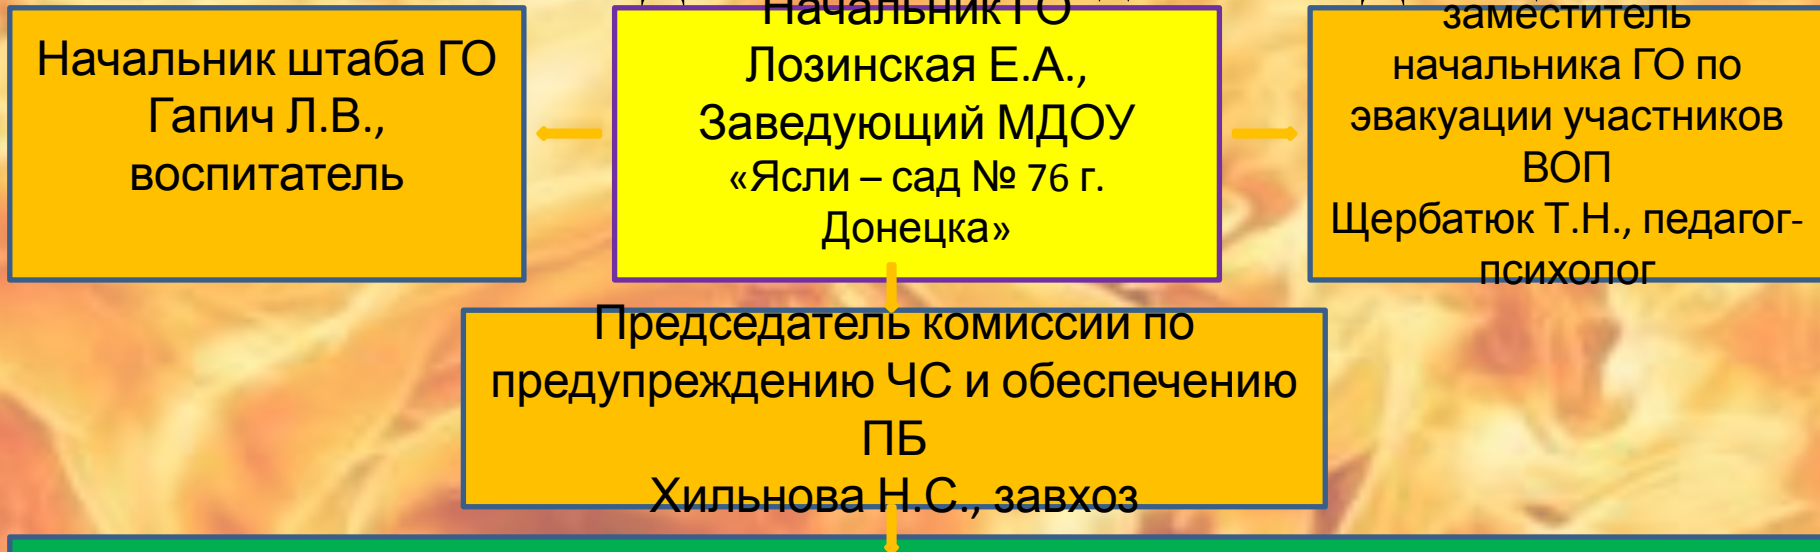 Начальник штаба ГО
Гапич Л.В.,
воспитатель
Начальник ГО
Лозинская Е.А.,
Заведующий МДОУ
«Ясли – сад № 76 г.
Донецка»
заместитель
начальника ГО по
эвакуации участников
ВОП
Щербатюк Т.Н., педагог-
психолог
Председатель комиссии по
предупреждению ЧС и обеспечению
ПБ
Хильнова Н.С., завхоз